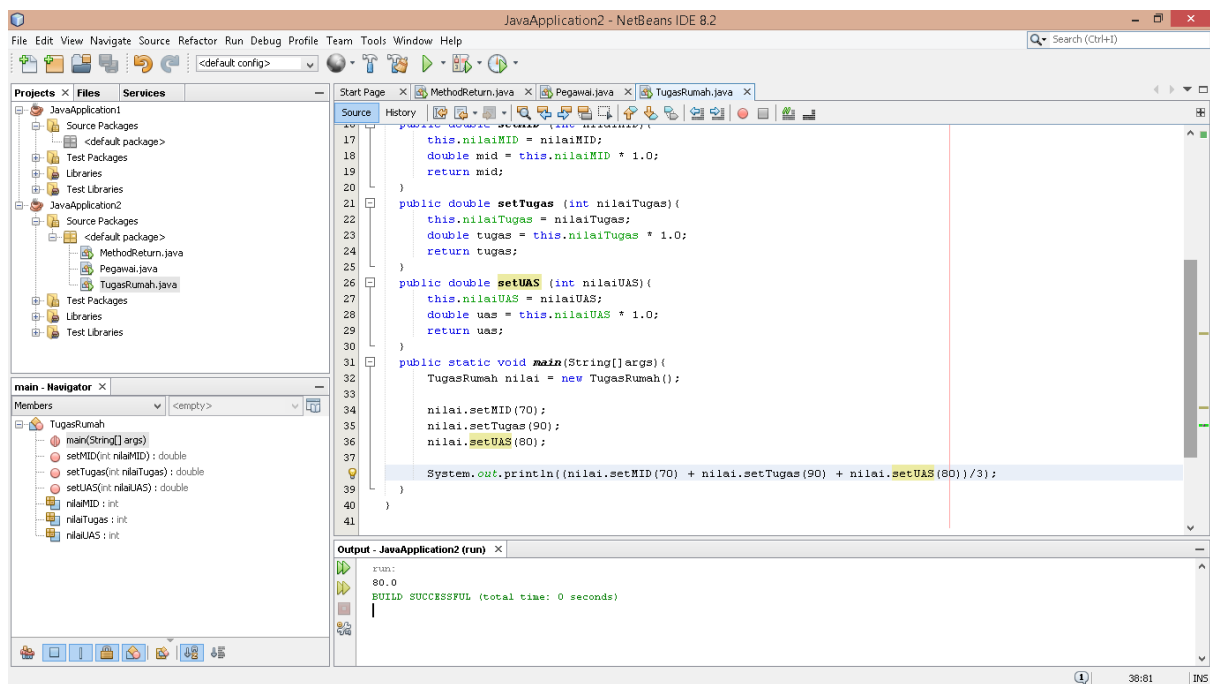 JavaApplication2 - NetBeans IDE 8.2
File Edit View Navigate Source Refactor Run Debug Profile Team Tools Window Help
Search (Ctrl+I)
<default config>
Projects Files Services
JavaApplication1
Source Packages
<default package>
Test Packages
Libraries
Test Libraries
JavaApplication2
Source Packages
<default package>
MethodReturn.java
Pegawai.java
TugasRumah.java
Test Packages
Libraries
Test Libraries
main - Navigator
Members <empty>
TugasRumah
main(String[] args)
setMID(int nilaiMID) : double
setTugas(int nilaiTugas) : double
setUAS(int nilaiUAS) : double
nilaiMID : int
nilaiTugas : int
nilaiUAS : int
Start Page MethodReturn.java Pegawai.java TugasRumah.java
Source History
16 public double setMID (int nilaiMID){
17 this.nilaiMID = nilaiMID;
18 double mid = this.nilaiMID * 1.0;
19 return mid;
20 }
21 public double setTugas (int nilaiTugas){
22 this.nilaiTugas = nilaiTugas;
23 double tugas = this.nilaiTugas * 1.0;
24 return tugas;
25 }
26 public double setUAS (int nilaiUAS){
27 this.nilaiUAS = nilaiUAS;
28 double uas = this.nilaiUAS * 1.0;
29 return uas;
30 }
31 public static void main(String[]args){
32 TugasRumah nilai = new TugasRumah();
33
34 nilai.setMID(70);
35 nilai.setTugas(90);
36 nilai.setUAS(80);
37
System.out.println((nilai.setMID(70) + nilai.setTugas(90) + nilai.setUAS(80))/3);
39 }
40 }
41
Output - JavaApplication2 (run)
run:
80.0
BUILD SUCCESSFUL (total time: 0 seconds)
1 38:81 INS